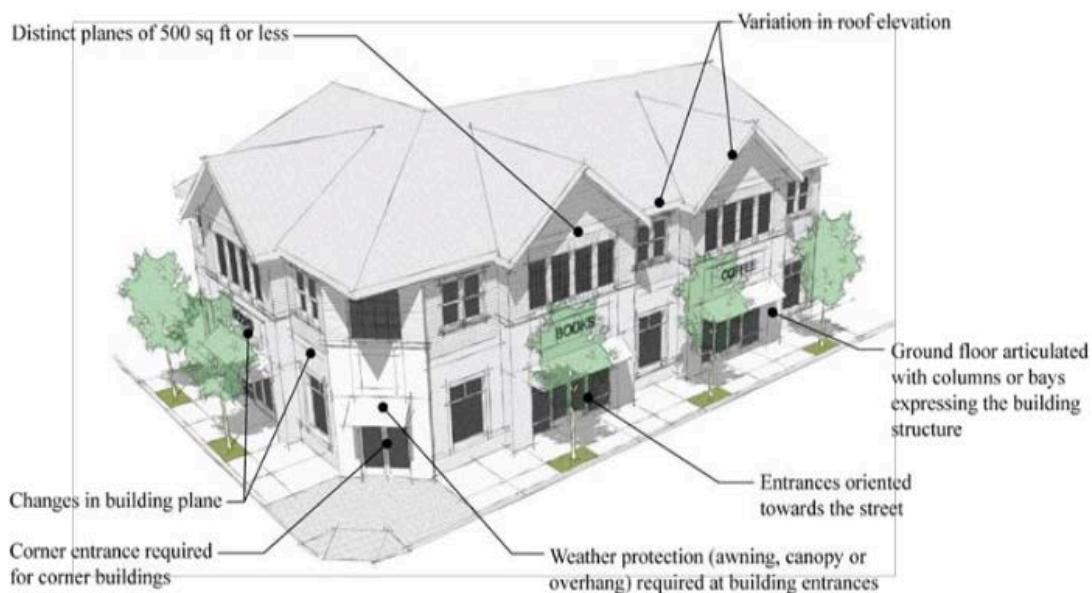 Distinct planes of 500 sq ft or less
Variation in roof elevation
COFFEE
BOOKS
Ground floor articulated
with columns or bays
expressing the building
structure
Entrances oriented
towards the street
Changes in building plane
Corner entrance required
for corner buildings
Weather protection (awning, canopy or
overhang) required at building entrances